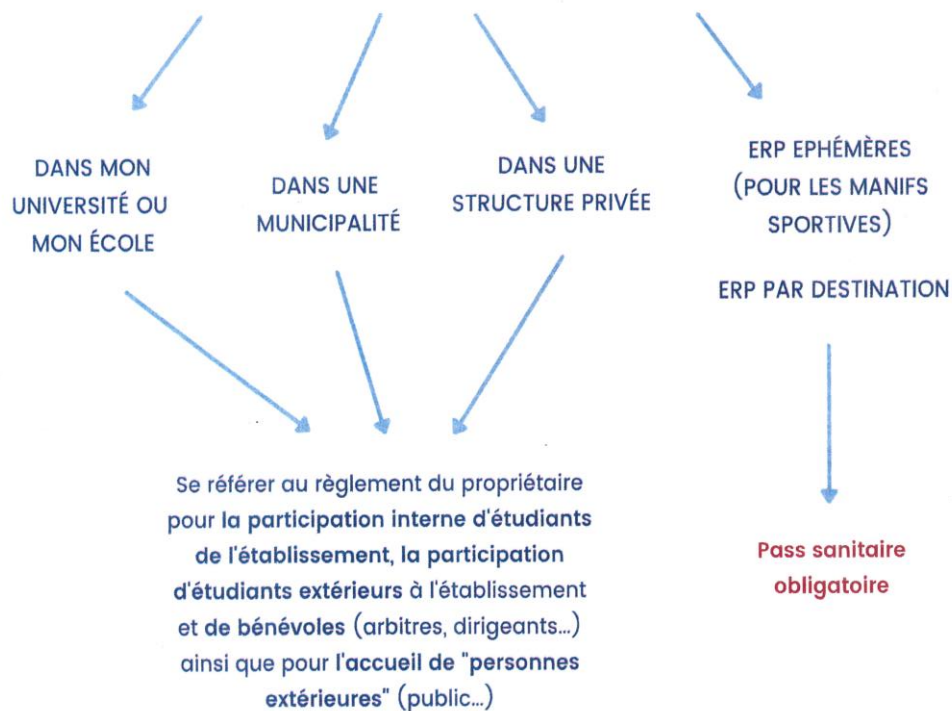 DANS MON
UNIVERSITÉ OU
MON ÉCOLE
DANS UNE
MUNICIPALITÉ
DANS UNE
STRUCTURE PRIVÉE
ERP EPHÉMÈRES
(POUR LES MANIFS
SPORTIVES)
ERP PAR DESTINATION
Se référer au règlement du propriétaire
pour la participation interne d'étudiants
de l'établissement, la participation
d'étudiants extérieurs à l'établissement
et de bénévoles (arbitres, dirigeants...)
ainsi que pour l'accueil de "personnes
extérieures" (public...)
Pass sanitaire
obligatoire